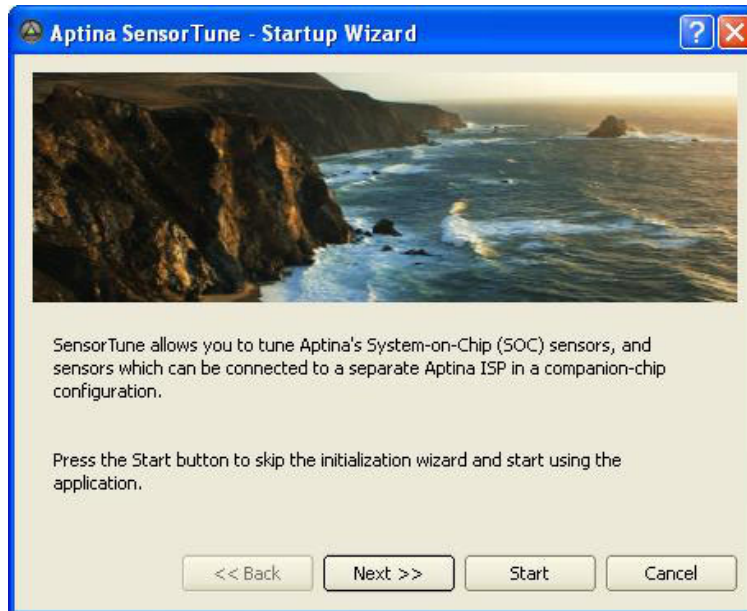 Aptina SensorTune - Startup Wizard
SensorTune allows you to tune Aptina's System-on-Chip (SOC) sensors, and
sensors which can be connected to a separate Aptina ISP in a companion-chip
configuration.
Press the Start button to skip the initialization wizard and start using the
application.
<< Back Next >> Start Cancel